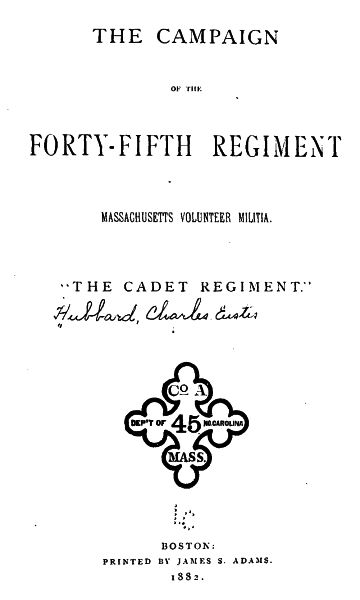 THE CAMPAIGN
OF THE
FORTY-FIFTH REGIMENT
MASSACHUSETTS VOLUNTEER MILITIA.
"THE CADET REGIMENT."
Hubbard, Charles Eustis
Co A.
DEP'T OF 45 NO. CAROLINA
MASS.
LC
BOSTON:
PRINTED BY JAMES S. ADAMS.
1882.